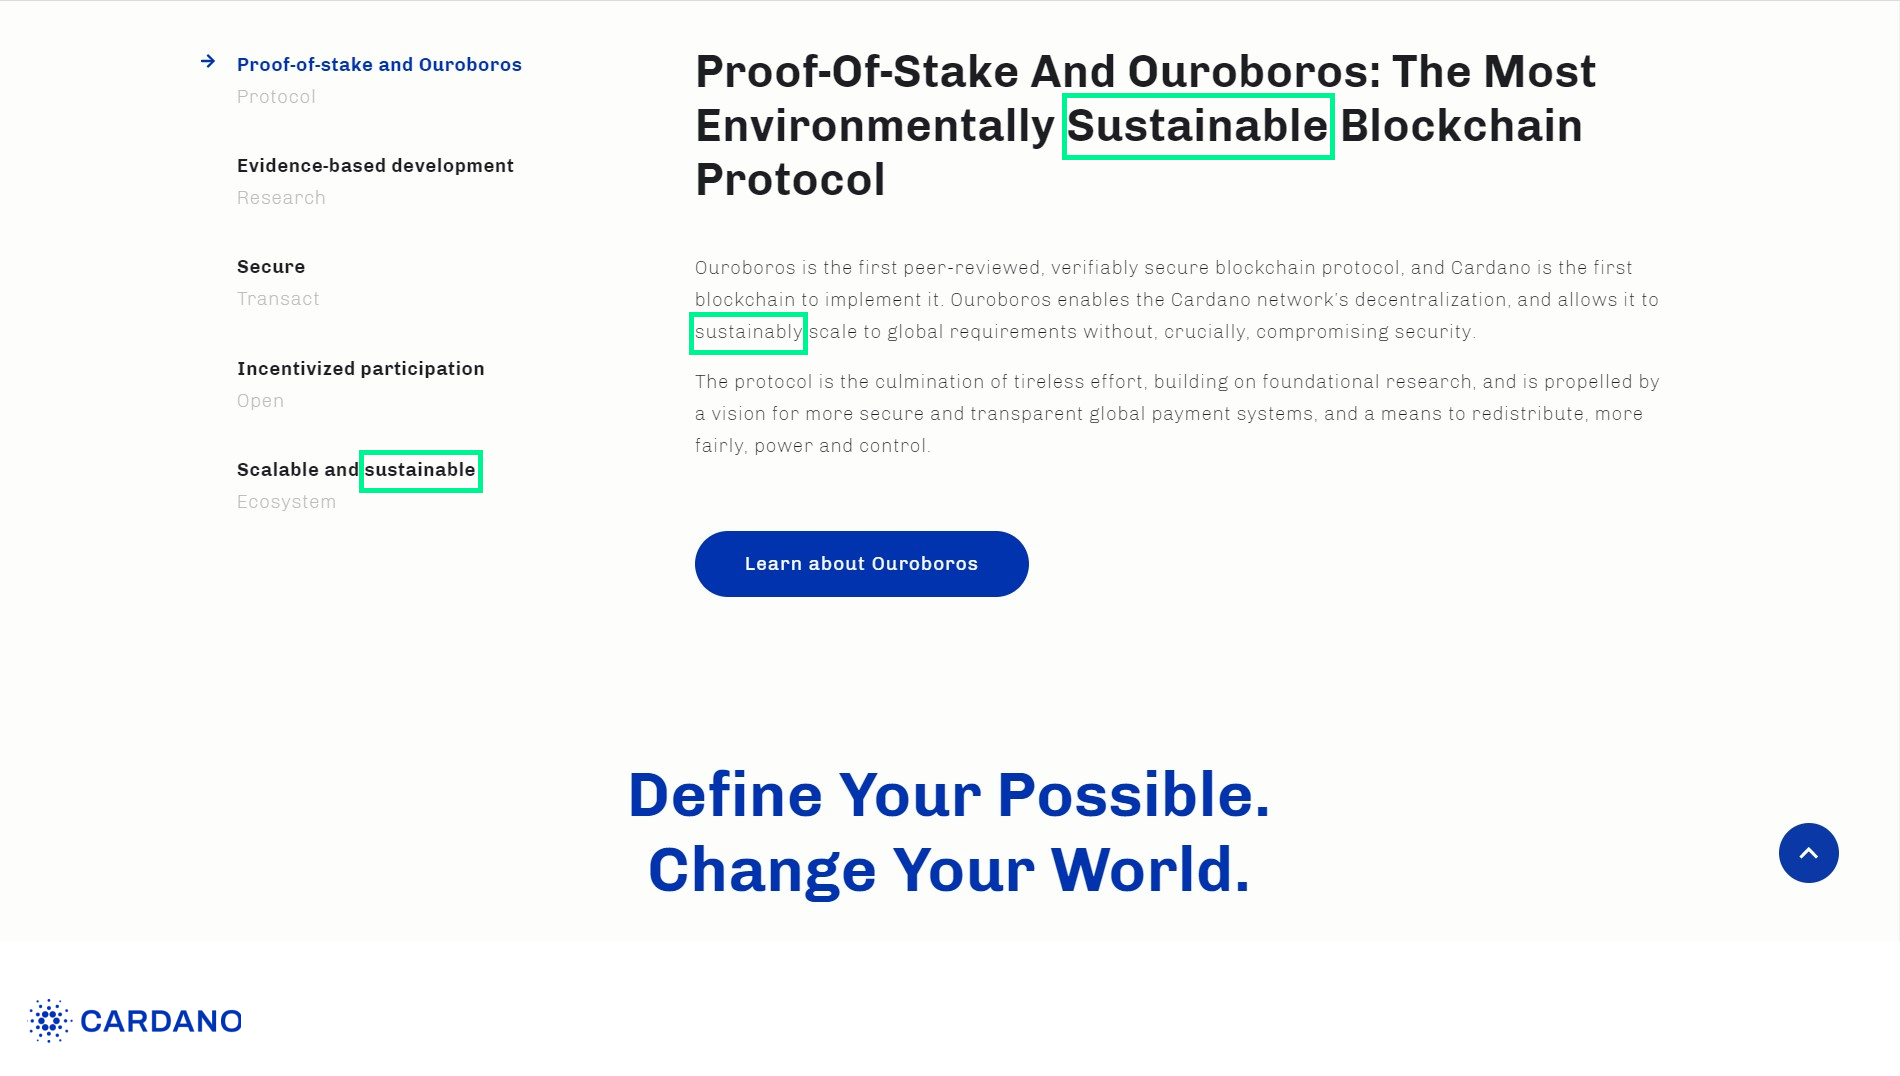 Proof-of-stake and Ouroboros
Protocol
Evidence-based development
Research
Secure
Transact
Incentivized participation
Open
Scalable and sustainable
Ecosystem
Proof-Of-Stake And Ouroboros: The Most
Environmentally Sustainable Blockchain
Protocol
Ouroboros is the first peer-reviewed, verifiably secure blockchain protocol, and Cardano is the first
blockchain to implement it. Ouroboros enables the Cardano network's decentralization, and allows it to
sustainably scale to global requirements without, crucially, compromising security.
The protocol is the culmination of tireless effort, building on foundational research, and is propelled by
a vision for more secure and transparent global payment systems, and a means to redistribute, more
fairly, power and control.
Learn about Ouroboros
Define Your Possible.
Change Your World.
CARDANO